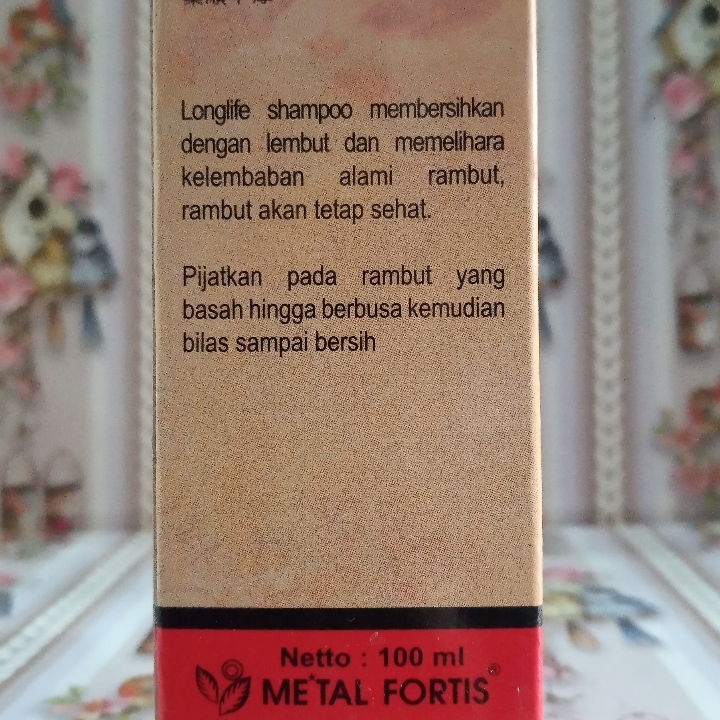 Longlife shampoo membersihkan
dengan lembut dan memelihara
kelembaban alami rambut,
rambut akan tetap sehat.
Pijatkan pada rambut yang
basah hingga berbusa kemudian
bilas sampai bersih
Netto : 100 ml
METAL FORTIS